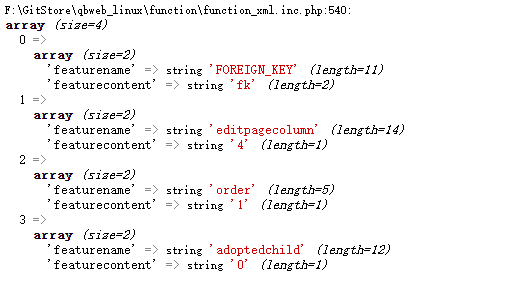 F:\GitStore\qbweb_linux\function\function_xml.inc.php:540:
array (size=4)
0 =>
array (size=2)
'featurename' => string 'FOREIGN_KEY' (length=11)
'featurecontent' => string 'fk' (length=2)
1 =>
array (size=2)
'featurename' => string 'editpagecolumn' (length=14)
'featurecontent' => string '4' (length=1)
2 =>
array (size=2)
'featurename' => string 'order' (length=5)
'featurecontent' => string '1' (length=1)
3 =>
array (size=2)
'featurename' => string 'adoptedchild' (length=12)
'featurecontent' => string '0' (length=1)